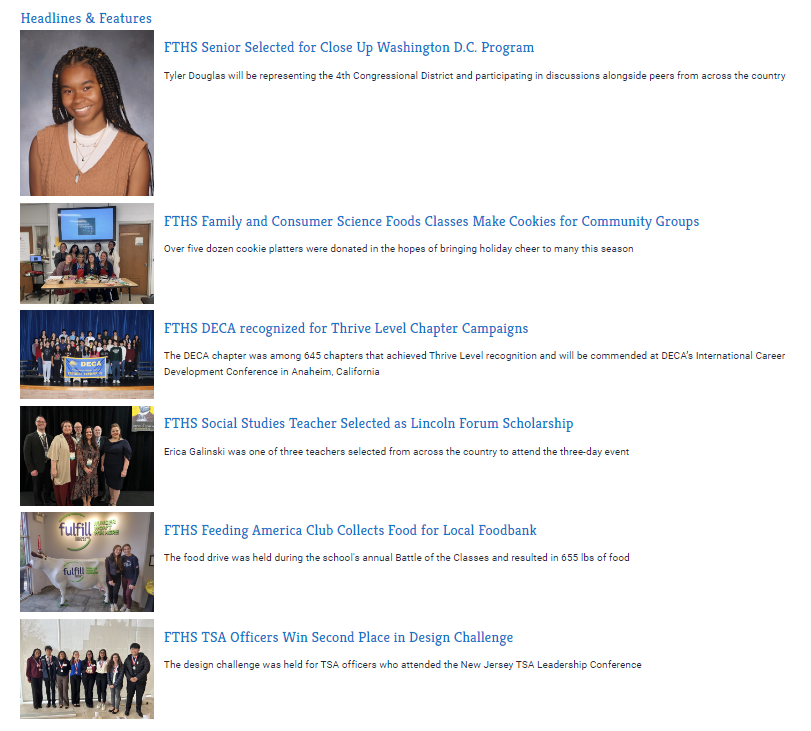 Headlines & Features
FTHS Senior Selected for Close Up Washington D.C. Program
Tyler Douglas will be representing the 4th Congressional District and participating in discussions alongside peers from across the country
FTHS Family and Consumer Science Foods Classes Make Cookies for Community Groups
Over five dozen cookie platters were donated in the hopes of bringing holiday cheer to many this season
FTHS DECA recognized for Thrive Level Chapter Campaigns
The DECA chapter was among 645 chapters that achieved Thrive Level recognition and will be commended at DECA's International Career
Development Conference in Anaheim, California
DECA
FTHS Social Studies Teacher Selected as Lincoln Forum Scholarship
Erica Galinski was one of three teachers selected from across the country to attend the three-day event
FTHS Feeding America Club Collects Food for Local Foodbank
The food drive was held during the school's annual Battle of the Classes and resulted in 655 lbs of food
fulfill
fulfill
FTHS TSA Officers Win Second Place in Design Challenge
The design challenge was held for TSA officers who attended the New Jersey TSA Leadership Conference